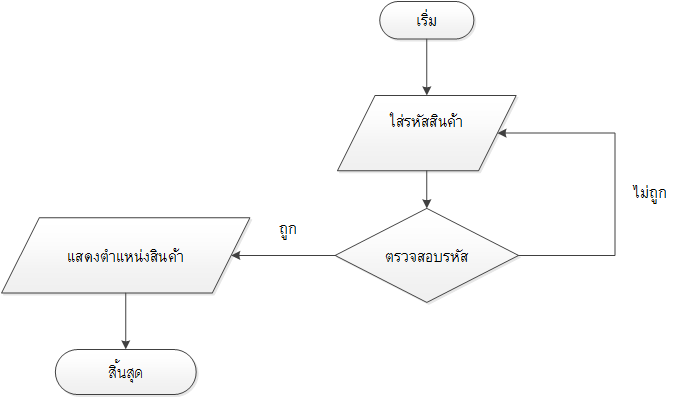 เริ่ม
ใส่รหัสสินค้า
ไม่ถูก
ถูก
ตรวจสอบรหัส
แสดงตำแหน่งสินค้า
สิ้นสุด